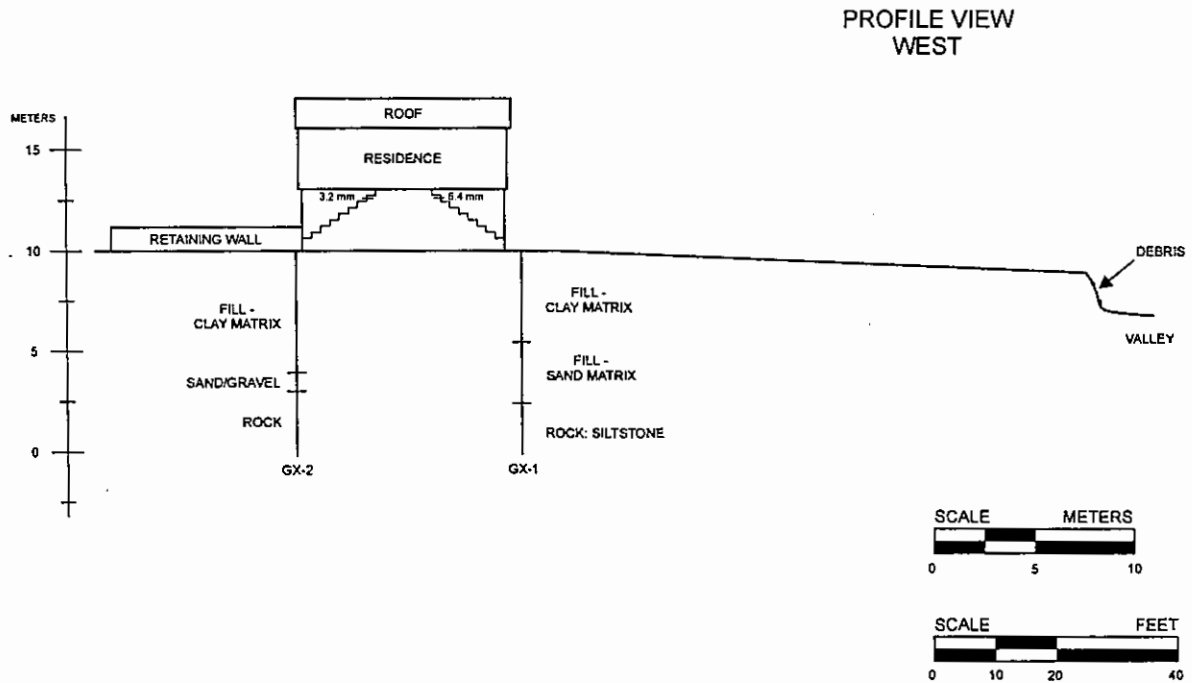 PROFILE VIEW
WEST
METERS
15
10
5
0
ROOF
RESIDENCE
3.2 mm
6.4 mm
RETAINING WALL
FILL -
CLAY MATRIX
SAND/GRAVEL
ROCK
GX-2
FILL -
CLAY MATRIX
FILL -
SAND MATRIX
ROCK: SILTSTONE
GX-1
DEBRIS
VALLEY
SCALE METERS
0 5 10
SCALE FEET
0 10 20 40